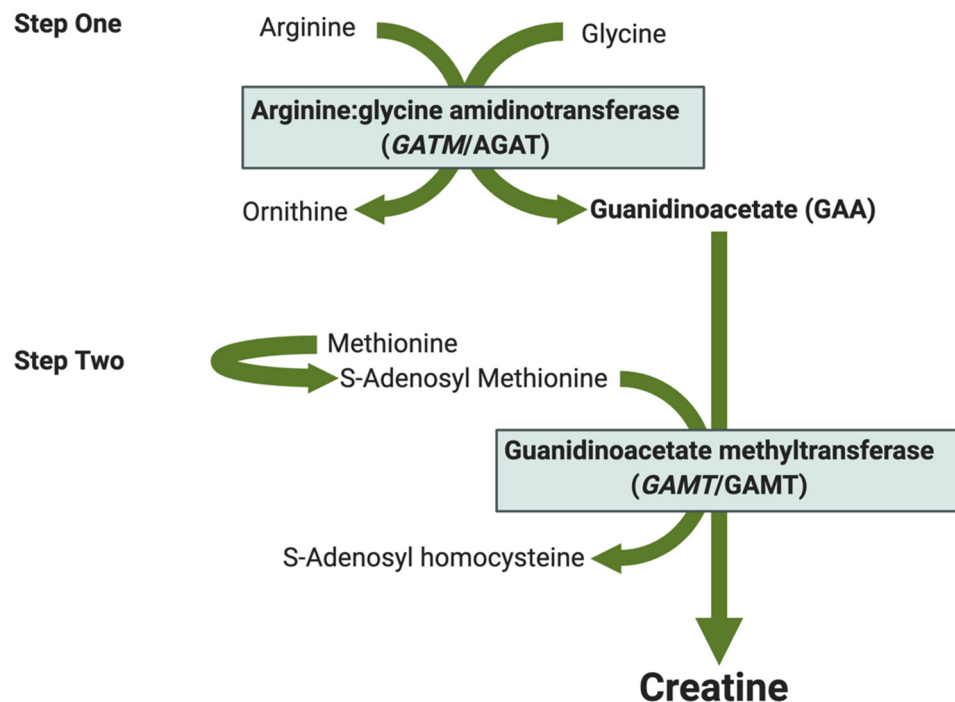 Step One
Arginine
Glycine
Arginine:glycine amidinotransferase
(GATM/AGAT)
Ornithine
Guanidinoacetate (GAA)
Step Two
Methionine
S-Adenosyl Methionine
Guanidinoacetate methyltransferase
(GAMT/GAMT)
S-Adenosyl homocysteine
Creatine